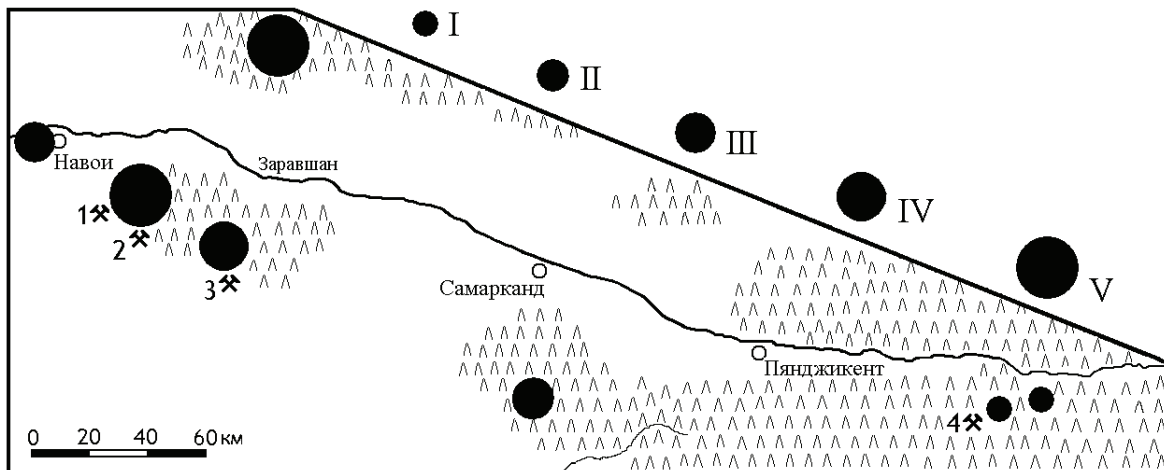 I
II
III
IV
V
Навои
Заравшан
1
2
3
Самарканд
Пянджикент
4
0 20 40 60 км